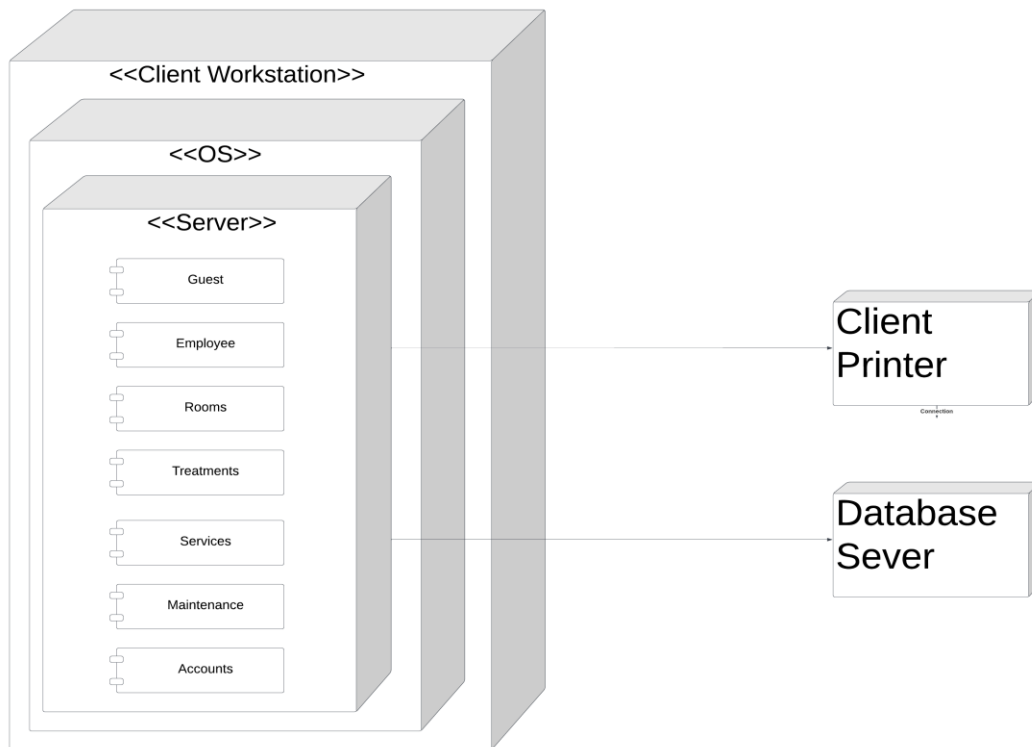 <<Client Workstation>>
<<OS>>
<<Server>>
Guest
Employee
Rooms
Treatments
Services
Maintenance
Accounts
Client
Printer
Connection
Database
Sever